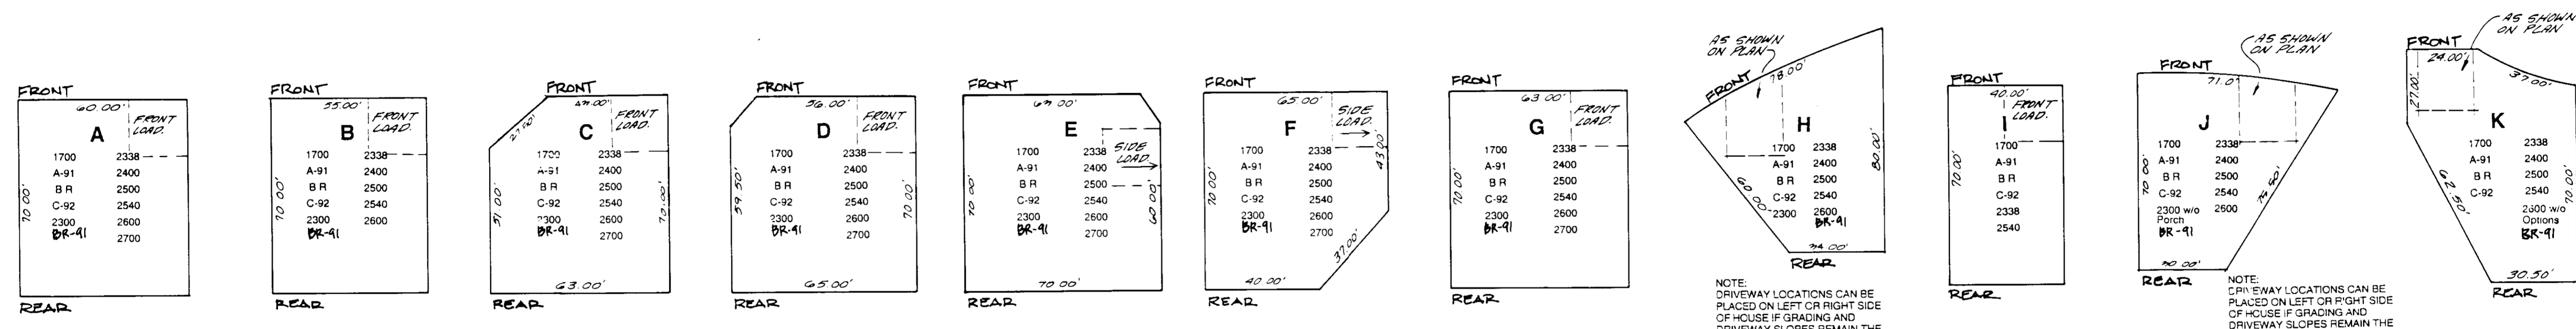 FRONT
60.00'
FRONT
LOAD.
A
1700 2338
A-91 2400
BR 2500
C-92 2540
2300 2600
BR-91 2700
70.00'
REAR
FRONT
55.00'
FRONT
LOAD.
B
1700 2338
A-91 2400
BR 2500
C-92 2540
2300 2600
BR-91
70.00'
REAR
FRONT
FRONT
LOAD.
C
1700 2338
A-91 2400
BR 2500
C-92 2540
2300 2600
BR-91 2700
51.00'
70.00'
63.00'
REAR
FRONT
56.00'
FRONT
LOAD.
D
1700 2338
A-91 2400
BR 2500
C-92 2540
2300 2600
BR-91 2700
59.50'
70.00'
65.00'
REAR
FRONT
E
SIDE
LOAD
1700 2338
A-91 2400
BR 2500
C-92 2540
2300 2600
BR-91 2700
70.00'
60.00'
70.00'
REAR
FRONT
65.00'
SIDE
LOAD.
F
1700 2338
A-91 2400
BR 2500
C-92 2540
2300 2600
BR-91 2700
70.00'
43.00'
37.00'
40.00'
REAR
FRONT
63.00'
FRONT
LOAD.
G
1700 2338
A-91 2400
BR 2500
C-92 2540
2300 2600
BR-91 2700
70.00'
REAR
AS SHOWN
ON PLAN
FRONT
78.00'
H
1700 2338
A-91 2400
BR 2500
C-92 2540
2300 2600
BR-91
60.00'
80.00'
REAR
NOTE:
DRIVEWAY LOCATIONS CAN BE
PLACED ON LEFT OR RIGHT SIDE
OF HOUSE IF GRADING AND
DRIVEWAY SLOPES REMAIN THE
FRONT
40.00'
FRONT
LOAD.
I
1700
A-91
BR
C-92
2338
2540
70.00'
REAR
AS SHOWN
ON PLAN
FRONT
71.0'
J
1700 2338
A-91 2400
BR 2500
C-92 2540
2300 w/o 2600
Porch
BR-91
70.00'
REAR
NOTE:
DRIVEWAY LOCATIONS CAN BE
PLACED ON LEFT OR RIGHT SIDE
OF HOUSE IF GRADING AND
DRIVEWAY SLOPES REMAIN THE
AS SHOWN
ON PLAN
FRONT
24.00'
37.00'
27.00'
K
1700 2338
A-91 2400
BR 2500
C-92 2540
2600 w/o
Options
BR-91
62.50'
70.00'
30.50'
REAR